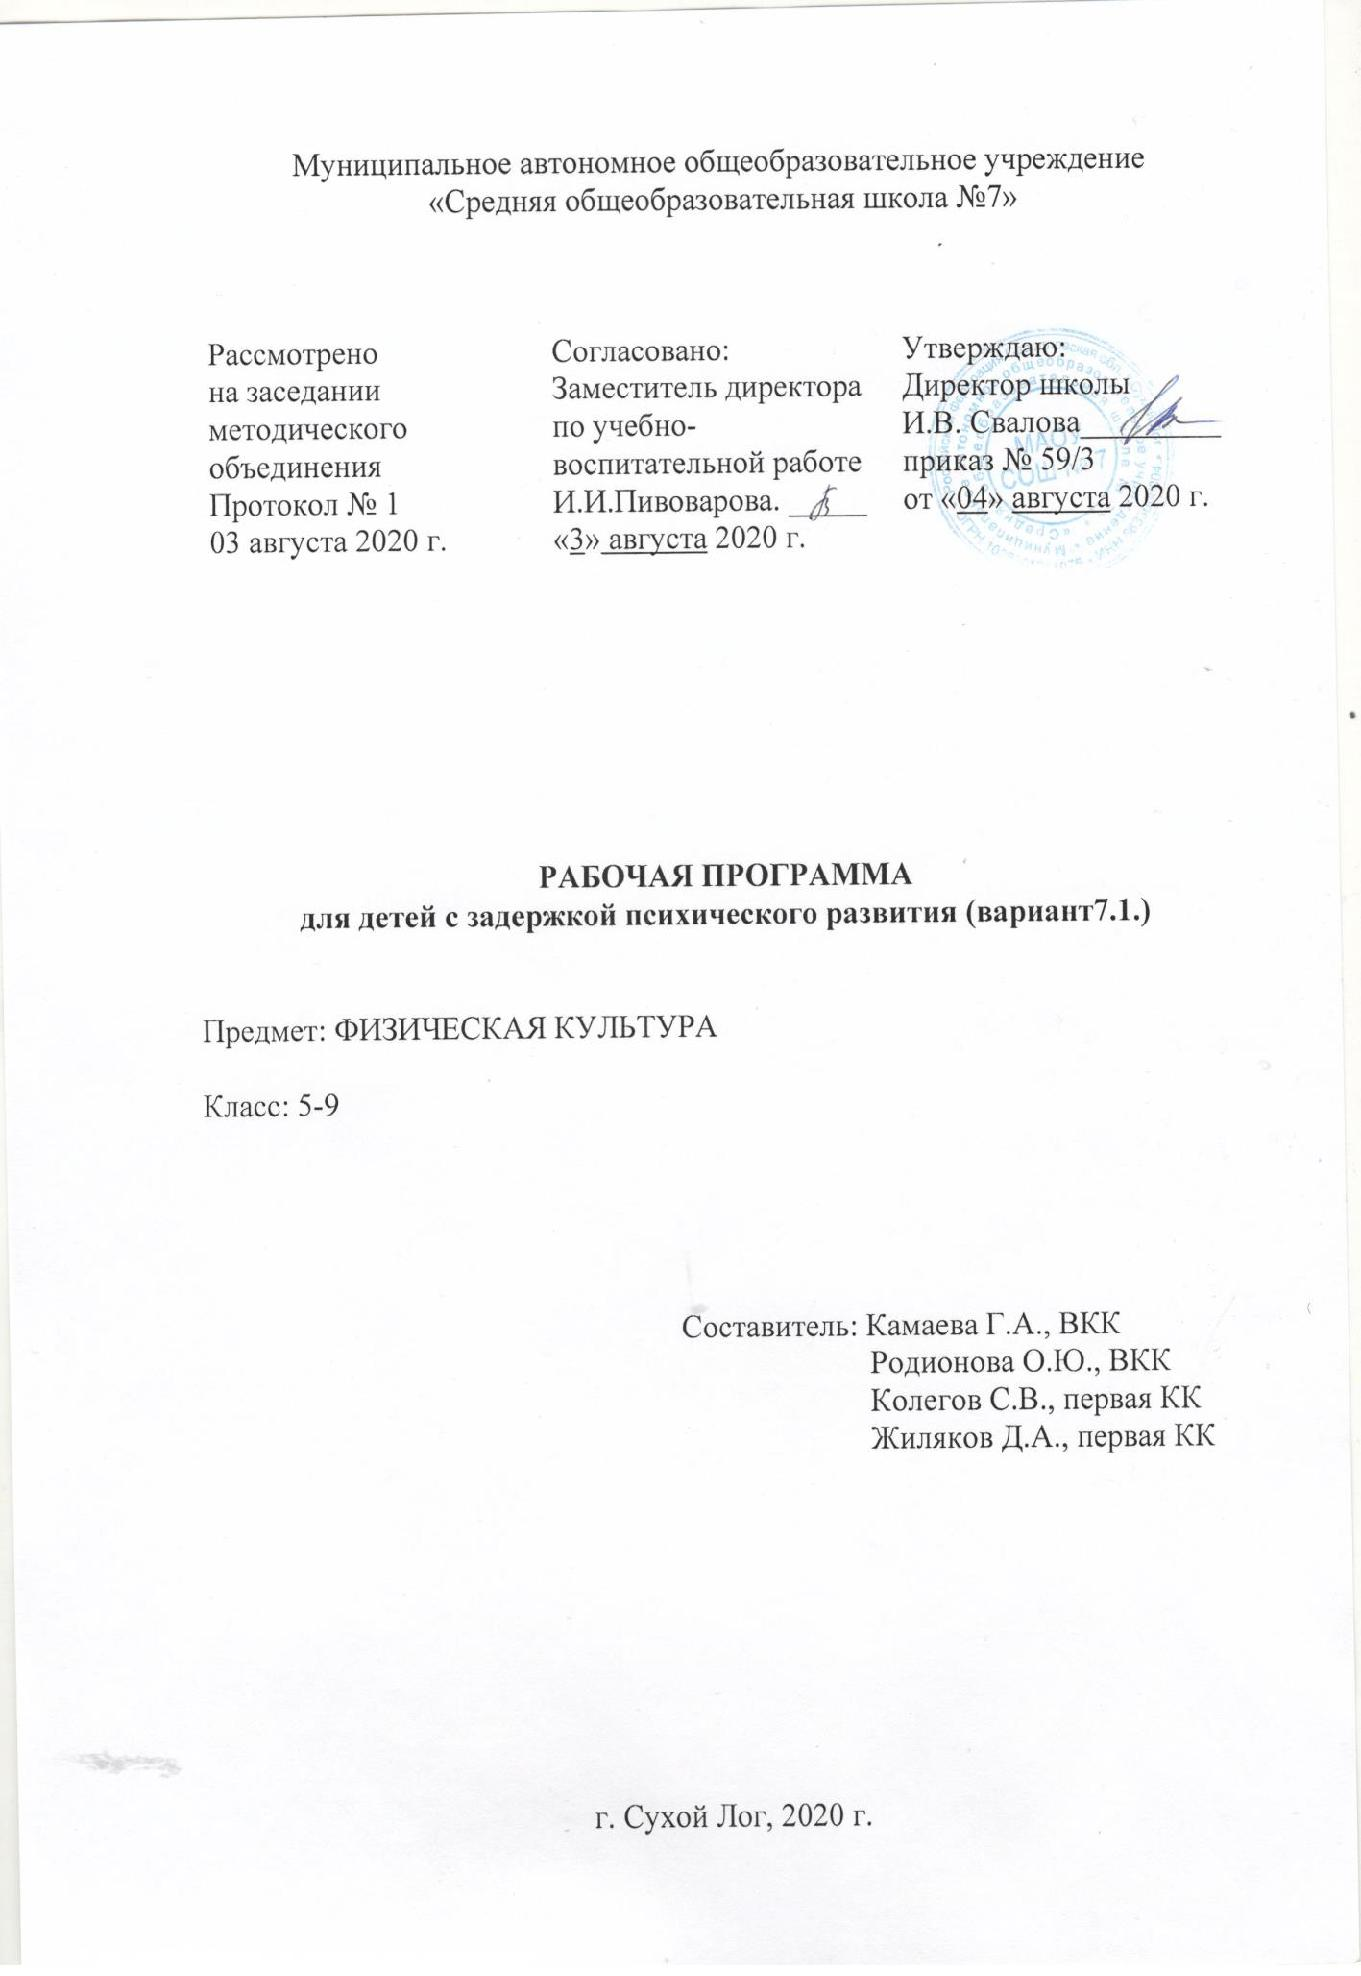 Муниципальное автономное общеобразовательное учреждение
«Средняя общеобразовательная школа №7»
Рассмотрено
на заседании
методического
объединения
Протокол № 1
03 августа 2020 г.
Согласовано:
Заместитель директора
по учебно-
воспитательной работе
И.И.Пивоварова. _____
«3» августа 2020 г.
Утверждаю:
Директор школы
И.В. Свалова_________
приказ № 59/3
от «04» августа 2020 г.
МАОУ
РАБОЧАЯ ПРОГРАММА
для детей с задержкой психического развития (вариант7.1.)
Предмет: ФИЗИЧЕСКАЯ КУЛЬТУРА
Класс: 5-9
Составитель: Камаева Г.А., ВКК
Родионова О.Ю., ВКК
Колегов С.В., первая КК
Жиляков Д.А., первая КК
г. Сухой Лог, 2020 г.